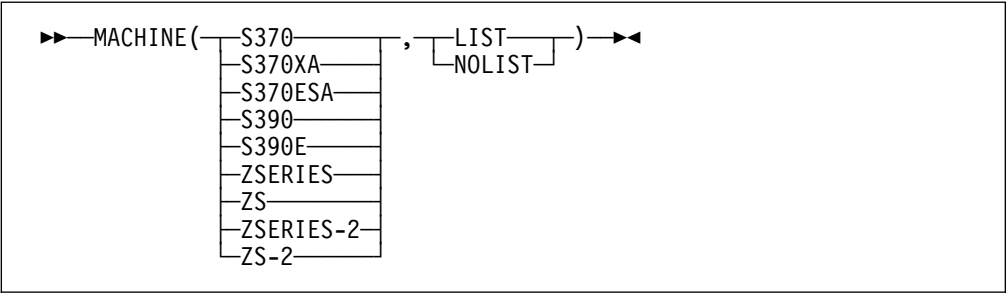 ►►──MACHINE(──┬─S370──────┬──,──┬─LIST───┬──)──►◄
├─S370XA────┤ └─NOLIST─┘
├─S370ESA───┤
├─S390──────┤
├─S390E─────┤
├─ZSERIES───┤
├─ZS────────┤
├─ZSERIES-2─┤
└─ZS-2──────┘